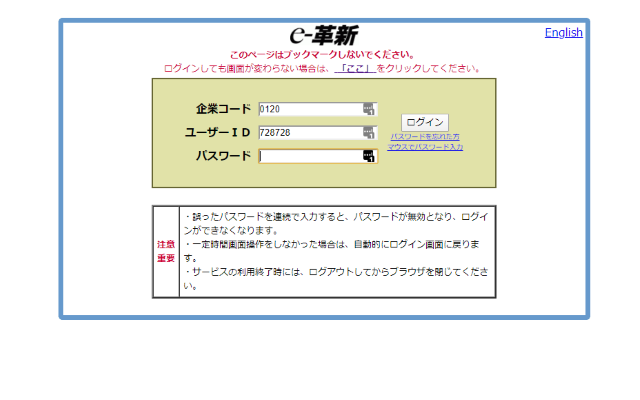 English
e-革新
このページはブックマークしないでください。
ログインしても画面が変わらない場合は、「ここ」をクリックしてください。
企業コード 0120
ユーザーＩＤ 728728
パスワード
ログイン
パスワードを忘れた方
マウスでパスワード入力
注意
重要
・誤ったパスワードを連続で入力すると、パスワードが無効となり、ログイ
ンができなくなります。
・一定時間画面操作をしなかった場合は、自動的にログイン画面に戻りま
す。
・サービスの利用終了時には、ログアウトしてからブラウザを閉じてくださ
い。